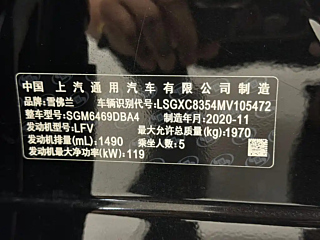 中国 上汽通用汽车有限公司 制造
品牌:雪佛兰 车辆识别代号:LSGXC8354MV105472
整车型号:SGM6469DBA4 制造年月:2020-11
发动机型号:LFV 最大允许总质量(kg):1970
发动机排量(mL):1490 乘坐人数:5
发动机最大净功率(kW):119